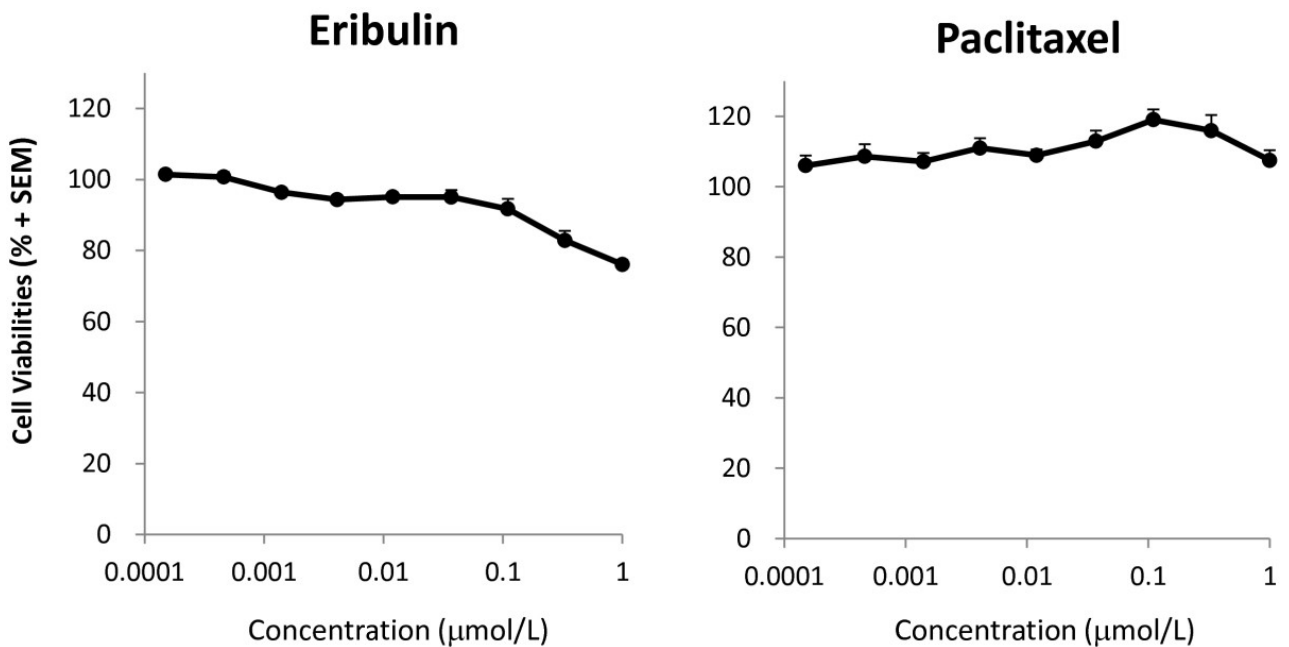 Eribulin
Cell Viabilities (% + SEM)
120
100
80
60
40
20
0
0.0001 0.001 0.01 0.1 1
Concentration (μmol/L)
Paclitaxel
120
100
80
60
40
20
0
0.0001 0.001 0.01 0.1 1
Concentration (μmol/L)